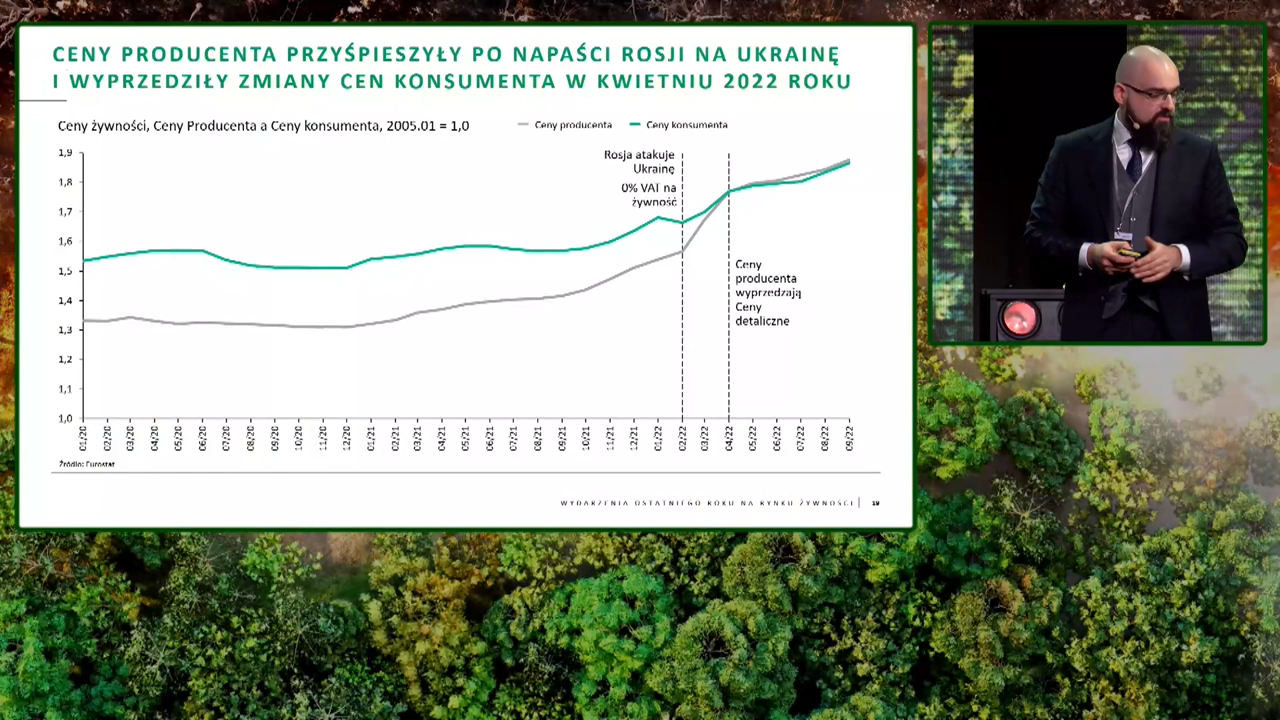 CENY PRODUCENTA PRZYŚPIESZYŁY PO NAPAŚCI ROSJI NA UKRAINĘ
I WYPRZEDZIŁY ZMIANY CEN KONSUMENTA W KWIETNIU 2022 ROKU
Ceny żywności, Ceny Producenta a Ceny konsumenta, 2005.01 = 1,0
Ceny producenta
Ceny konsumenta
1,9
1,8
1,7
1,6
1,5
1,4
1,3
1,2
1,1
1,0
Rosja atakuje
Ukrainę
0% VAT na
żywność
Ceny
producenta
wyprzedzają
Ceny
detaliczne
01/20
02/20
03/20
04/20
05/20
06/20
07/20
08/20
09/20
10/20
11/20
12/20
01/21
02/21
03/21
04/21
05/21
06/21
07/21
08/21
09/21
10/21
11/21
12/21
01/22
02/22
03/22
04/22
05/22
06/22
07/22
08/22
09/22
Źródło: Eurostat
WYDARZENIA OSTATNIEGO ROKU NA RYNKU ŻYWNOŚCI
19